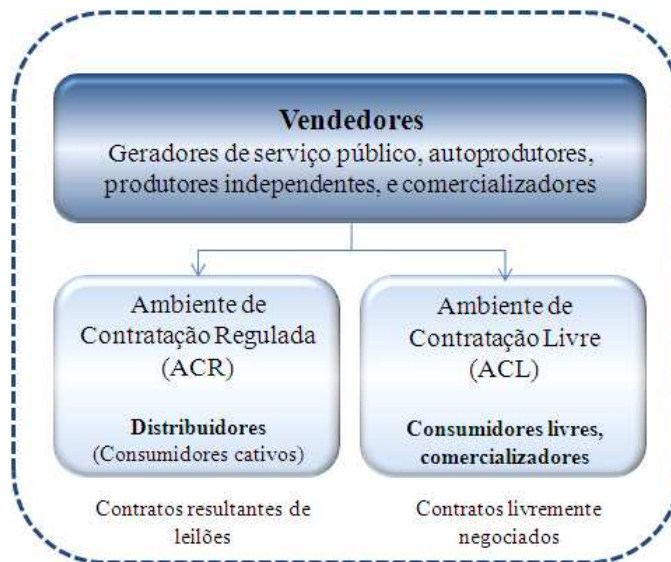 Vendedores
Geradores de serviço público, autoprodutores,
produtores independentes, e comercializadores
Ambiente de
Contratação Regulada
(ACR)
Distribuidores
(Consumidores cativos)
Contratos resultantes de
leilões
Ambiente de
Contratação Livre
(ACL)
Consumidores livres,
comercializadores
Contratos livremente
negociados